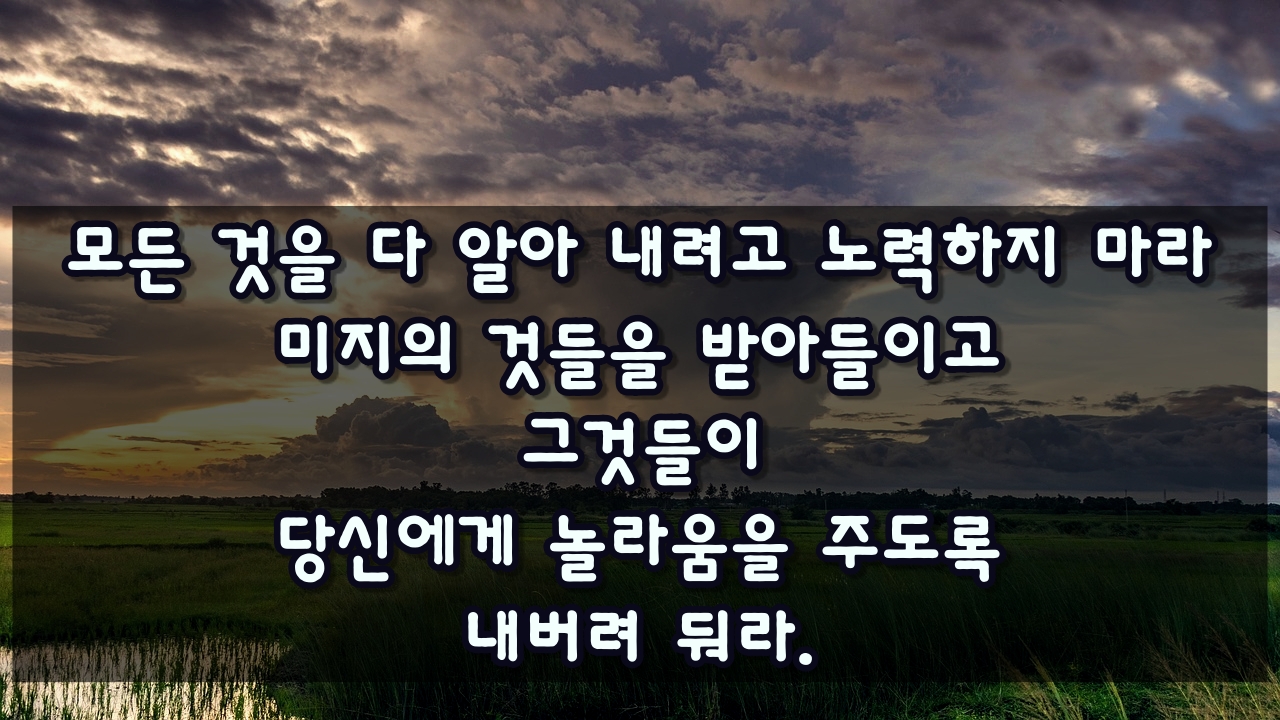 모든 것을 다 알아 내려고 노력하지 마라
미지의 것들을 받아들이고
그것들이
당신에게 놀라움을 주도록
내버려 둬라.